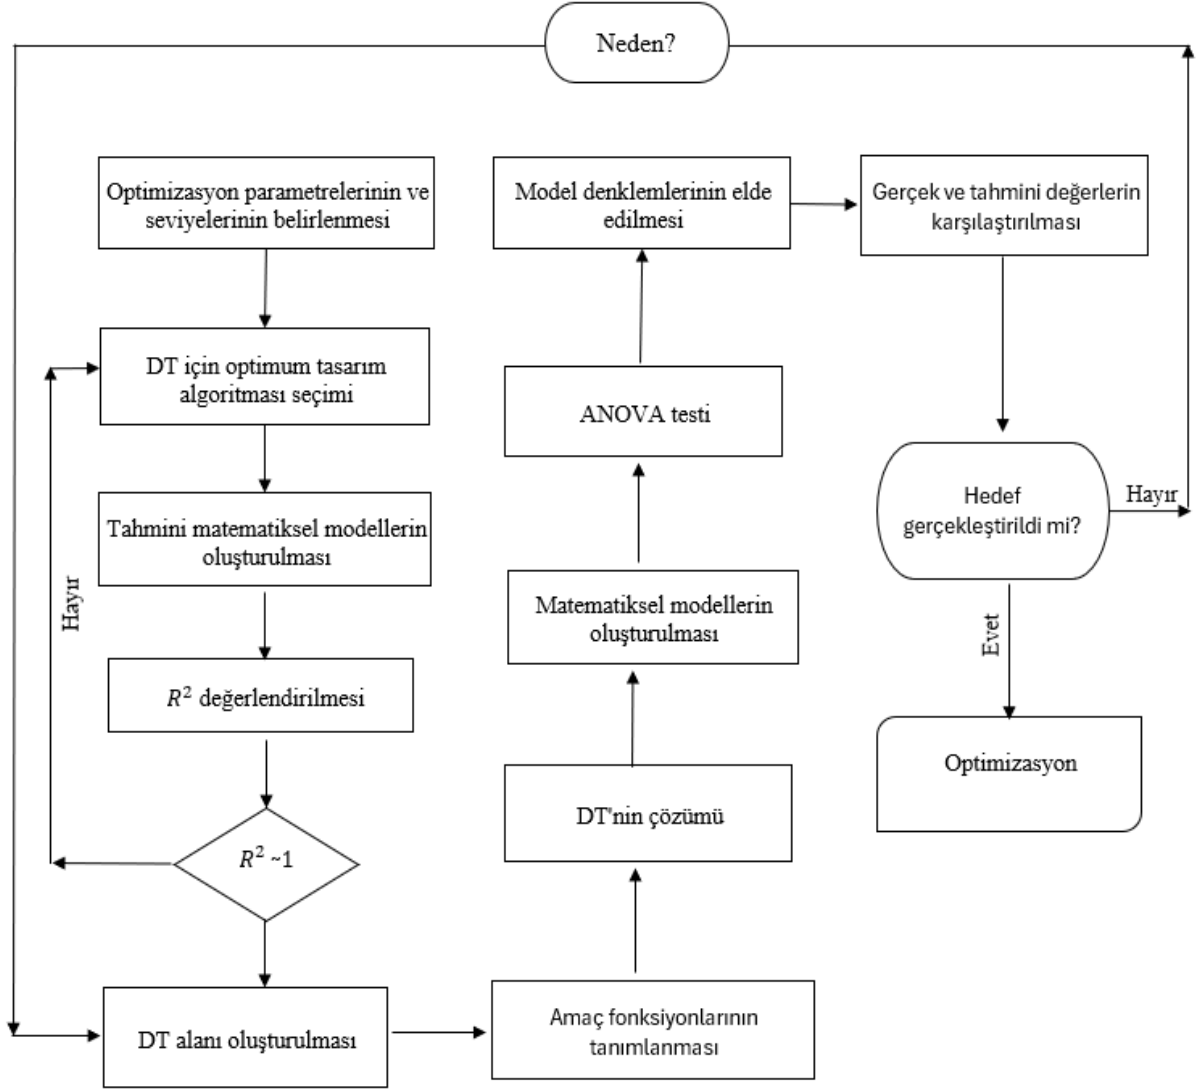 Neden?
Optimizasyon parametrelerinin ve
seviyelerinin belirlenmesi
DT için optimum tasarım
algoritması seçimi
Tahmini matematiksel modellerin
oluşturulması
Hayır
R² değerlendirilmesi
R² ~1
DT alanı oluşturulması
Amaç fonksiyonlarının
tanımlanması
DT'nin çözümü
Matematiksel modellerin
oluşturulması
ANOVA testi
Model denklemlerinin elde
edilmesi
Gerçek ve tahmini değerlerin
karşılaştırılması
Hedef
gerçekleştirildi mi?
Hayır
Evet
Optimizasyon